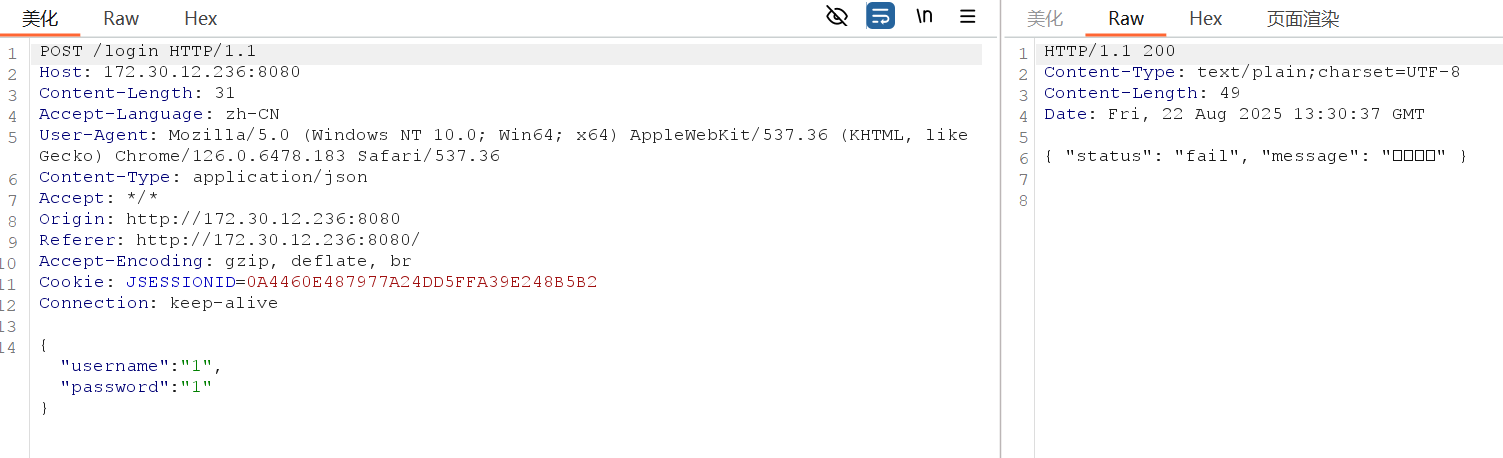 美化 Raw Hex \n
1 POST /login HTTP/1.1
2 Host: 172.30.12.236:8080
3 Content-Length: 31
4 Accept-Language: zh-CN
5 User-Agent: Mozilla/5.0 (Windows NT 10.0; Win64; x64) AppleWebKit/537.36 (KHTML, like
Gecko) Chrome/126.0.6478.183 Safari/537.36
6 Content-Type: application/json
7 Accept: */*
8 Origin: http://172.30.12.236:8080
9 Referer: http://172.30.12.236:8080/
10 Accept-Encoding: gzip, deflate, br
11 Cookie: JSESSIONID=0A4460E487977A24DD5FFA39E248B5B2
12 Connection: keep-alive
13
14 {
"username":"1",
"password":"1"
}
美化 Raw Hex 页面渲染
1 HTTP/1.1 200
2 Content-Type: text/plain;charset=UTF-8
3 Content-Length: 49
4 Date: Fri, 22 Aug 2025 13:30:37 GMT
5
6 { "status": "fail", "message": "□□□□" }
7
8